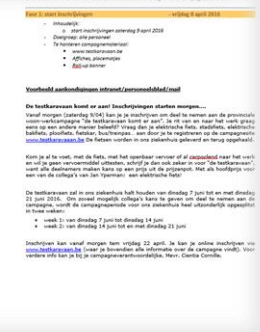 Fase 1: start inschrijvingen - vrijdag 8 april 2016
- Inhoudelijk:
o start inschrijvingen zaterdag 9 april 2016
- Doelgroep: alle personeel
- Te hanteren campagnemateriaal:
• www.testkaravaan.be
• Affiches, placematjes
• Roll-up banner
Voorbeeld aankondigingen intranet/personeelsblad/mail
De testkaravaan komt er aan! Inschrijvingen starten morgen....
Vanaf morgen (zaterdag 9/04) kan je je inschrijven om deel te nemen aan de provinciale
woon-werkcampagne "de testkaravaan komt er aan". Je rit van en naar het werk graag
eens op een andere manier beleefd? Vraag dan je elektrische fiets, stadsfiets, elektrische
bakfiets, plooifiets, fietskar, bus/treinpas.. aan door je te registreren op de campagnesite
www.testkaravaan.be De fietsen worden in ons ziekenhuis geleverd en terug opgehaald.
Kom je al te voet, met de fiets, met het openbaar vervoer of al carpoolend naar het werk
en wil je geen vervoermiddel uittesten, schrijf je dan ook zeker in voor "de testkaravaan",
want alle deelnemers maken kans op een prijs uit de prijzenpot. Met als hoofdprijs voor
een van de collega's van Jan Yperman: een elektrische fiets!
De testkaravaan zal in ons ziekenhuis halt houden van dinsdag 7 juni tot en met dinsdag
21 juni 2016. Om zoveel mogelijk collega's kans te geven om deel te nemen aan de
campagne, wordt de campagneperiode voor ons ziekenhuis heel uitzonderlijk opgesplitst
in twee weken:
• week 1: van dinsdag 7 juni tot dinsdag 14 juni
• week 2: van dinsdag 14 juni tot en met dinsdag 21 juni
Inschrijven kan vanaf morgen tem vrijdag 22 april. Je kan je online inschrijven via
www.testkaravaan.be (waar je bovendien alle informatie over de campagne vindt). Voor
verdere info kan je bij je campagneverantwoordelijke, Mevr. Cientia Cornille.